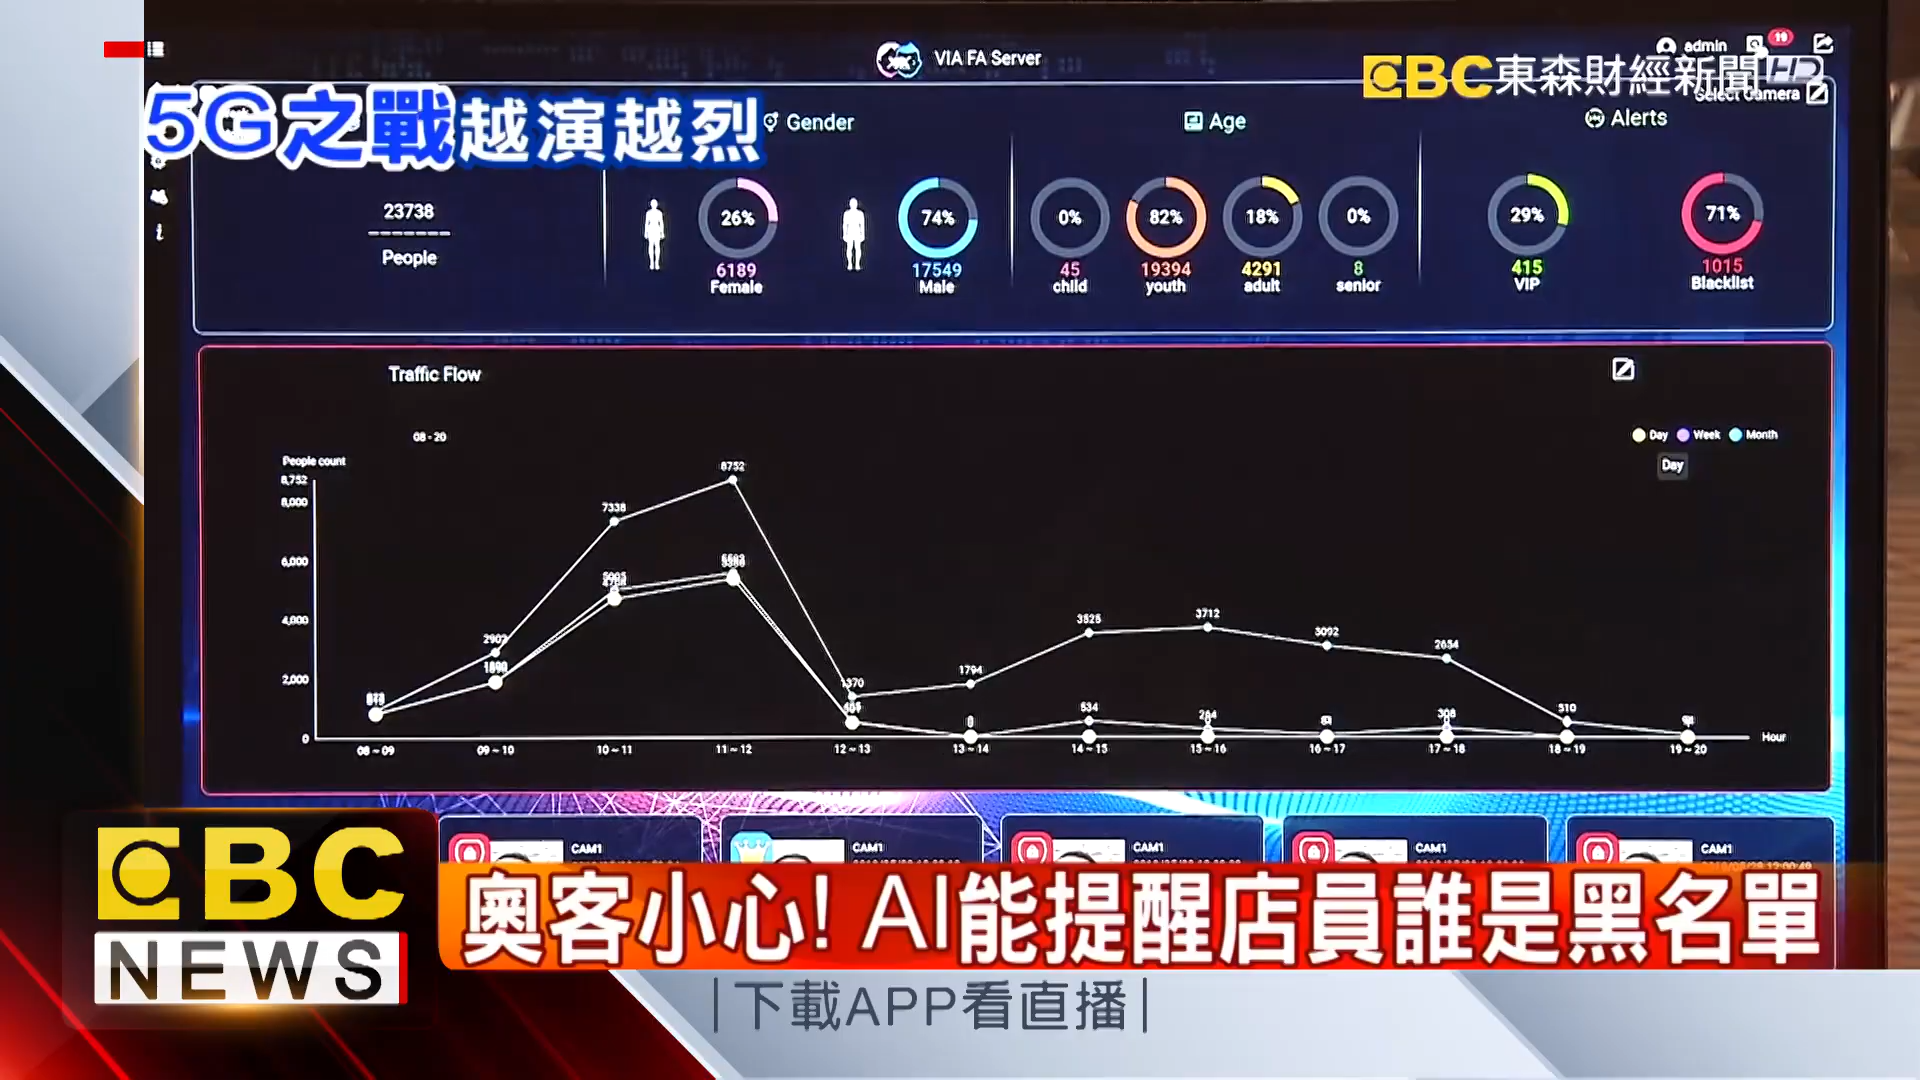 VIA FA Server
admin
19
EBC東森財經新聞HD
Select Camera
5G之戰越演越烈
Gender
Age
Alerts
23738
People
26%
6189
Female
74%
17549
Male
0%
45
child
82%
19394
youth
18%
4291
adult
0%
8
senior
29%
415
VIP
71%
1015
Blacklist
Traffic Flow
08 - 20
Day
Week
Month
Day
People count
8,752
8,000
6,000
4,000
2,000
0
2902
7338
8752
1370
1794
3525
534
3712
264
3092
2654
308
510
08 ~ 09
09 ~ 10
10 ~ 11
11 ~ 12
12 ~ 13
13 ~ 14
14 ~ 15
15 ~ 16
16 ~ 17
17 ~ 18
18 ~ 19
19 ~ 20
Hour
CAM1
CAM1
CAM1
CAM1
CAM1
EBC
NEWS
奧客小心! AI能提醒店員誰是黑名單
下載APP看直播